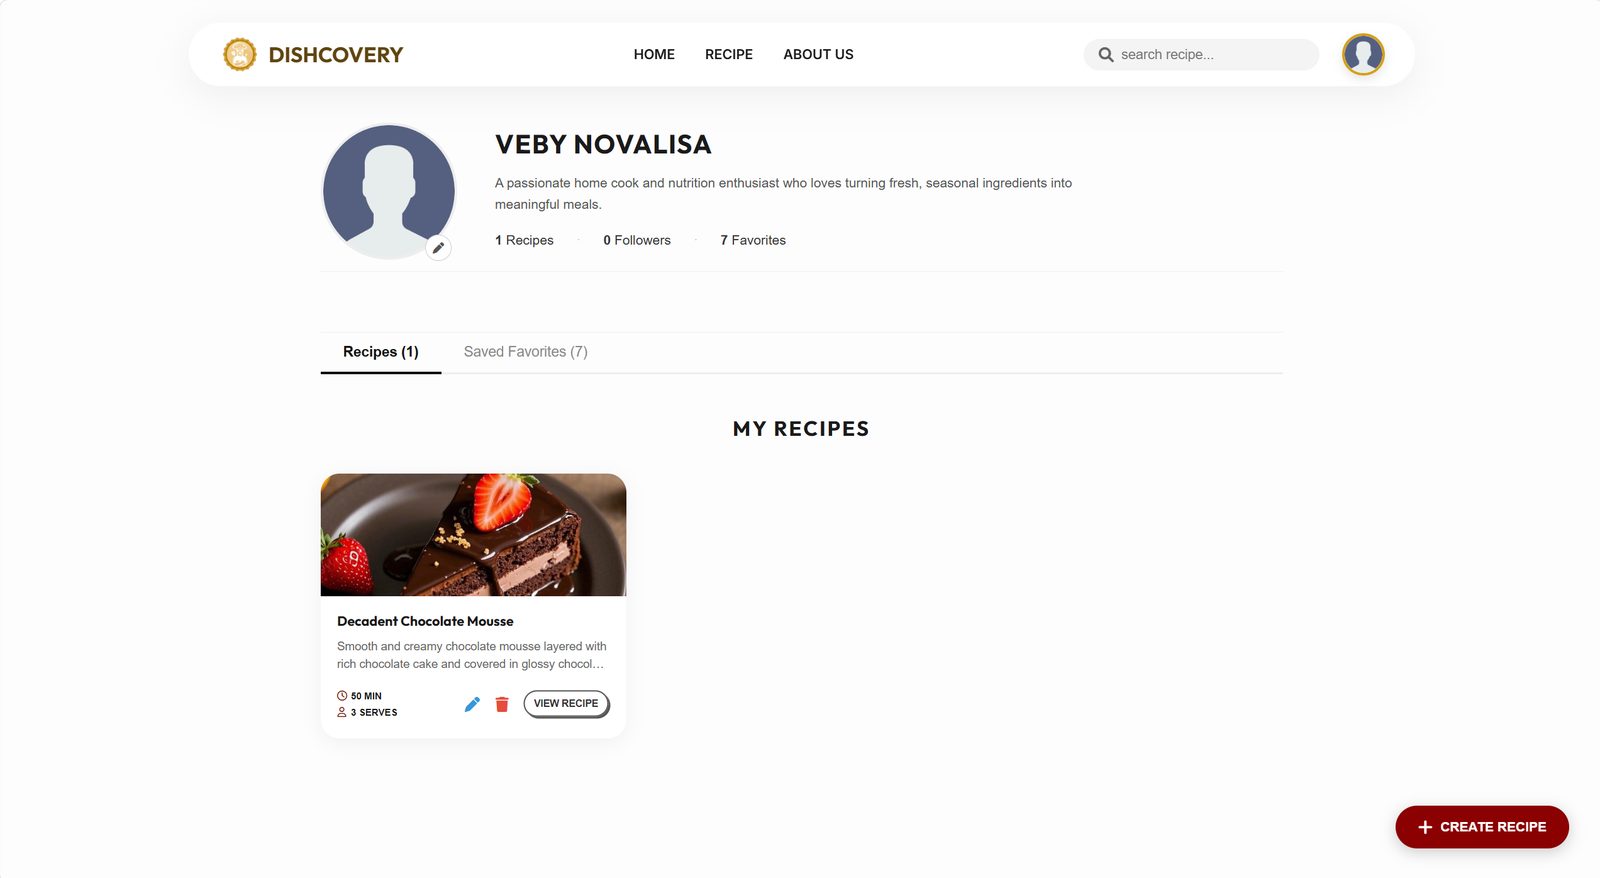 DISHCOVERY
HOME RECIPE ABOUT US
search recipe...
VEBY NOVALISA
A passionate home cook and nutrition enthusiast who loves turning fresh, seasonal ingredients into
meaningful meals.
1 Recipes · 0 Followers · 7 Favorites
Recipes (1) Saved Favorites (7)
MY RECIPES
Decadent Chocolate Mousse
Smooth and creamy chocolate mousse layered with
rich chocolate cake and covered in glossy chocol...
50 MIN
3 SERVES
VIEW RECIPE
CREATE RECIPE